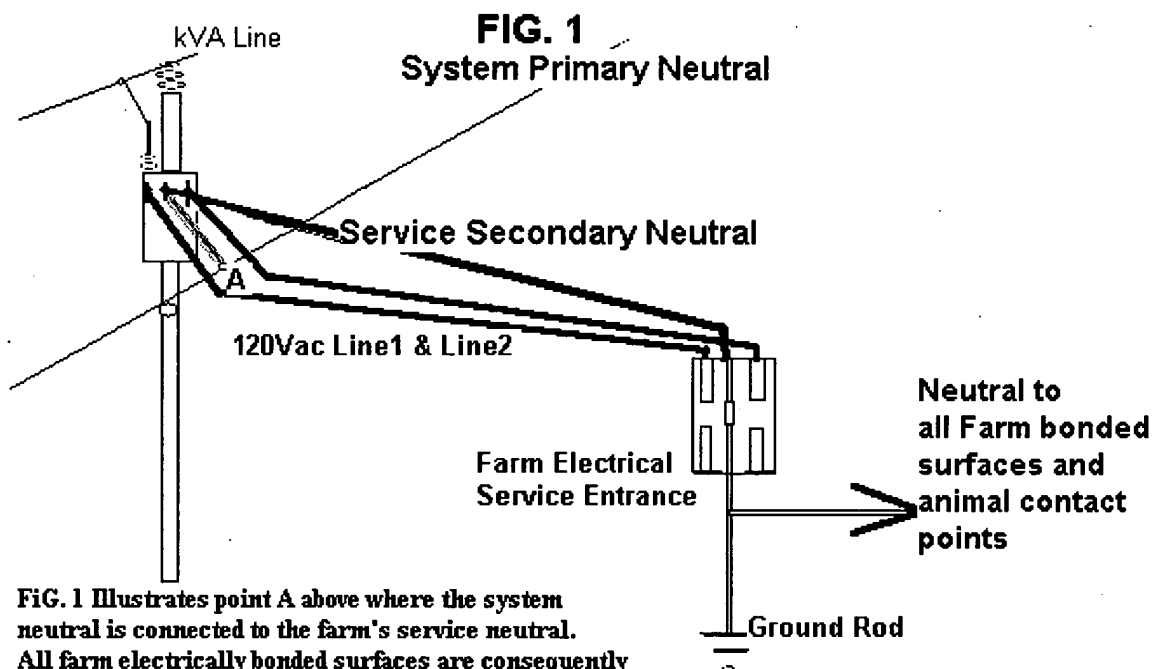 FIG. 1
kVA Line
System Primary Neutral
Service Secondary Neutral
A
120Vac Line1 & Line2
Farm Electrical
Service Entrance
Neutral to
all Farm bonded
surfaces and
animal contact
points
Ground Rod
FiG. 1 Illustrates point A above where the system
neutral is connected to the farm's service neutral.
All farm electrically bonded surfaces are consequently